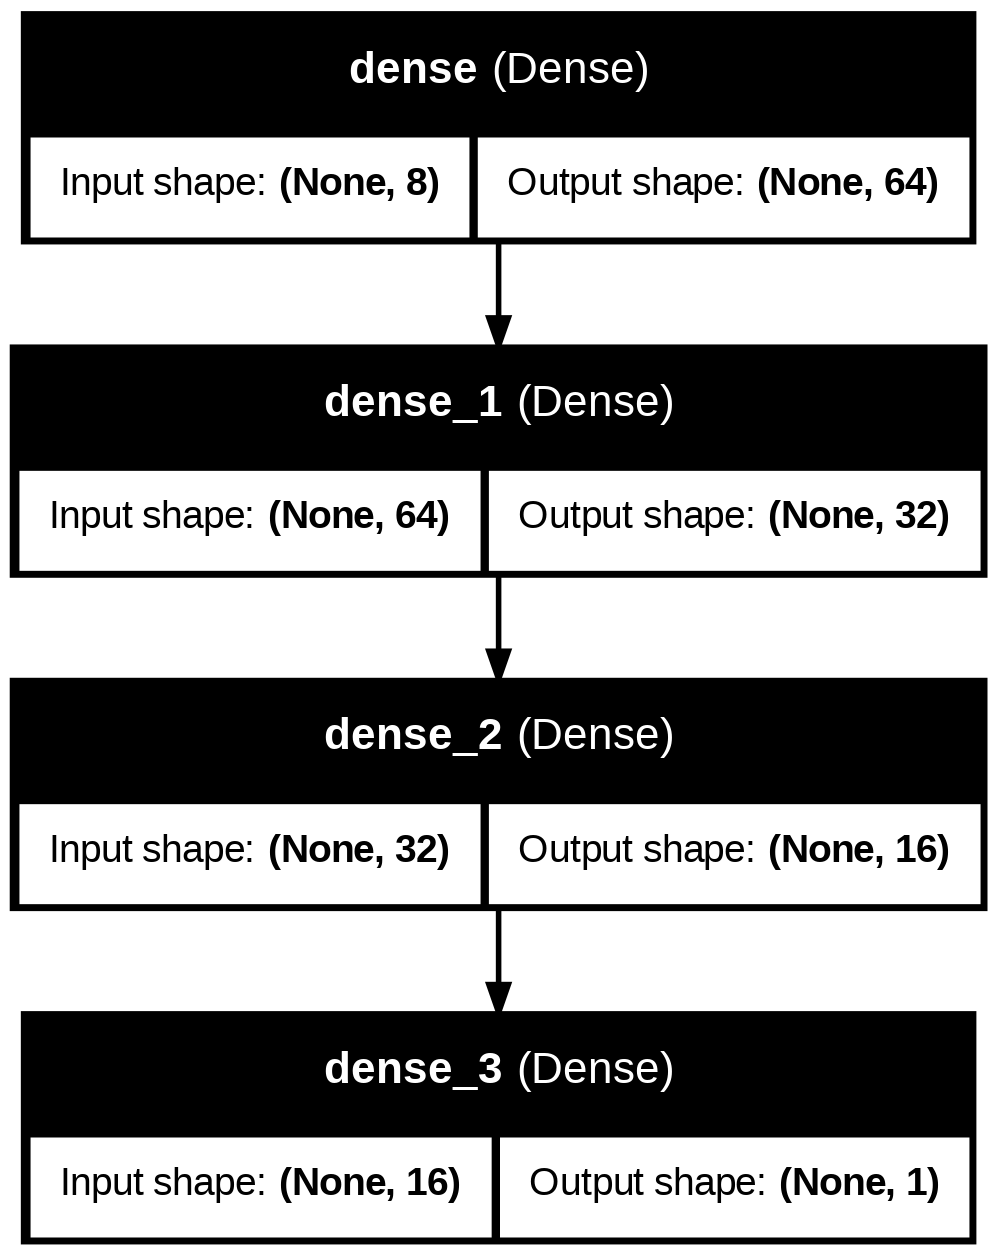 dense (Dense)
Input shape: (None, 8) Output shape: (None, 64)
dense_1 (Dense)
Input shape: (None, 64) Output shape: (None, 32)
dense_2 (Dense)
Input shape: (None, 32) Output shape: (None, 16)
dense_3 (Dense)
Input shape: (None, 16) Output shape: (None, 1)